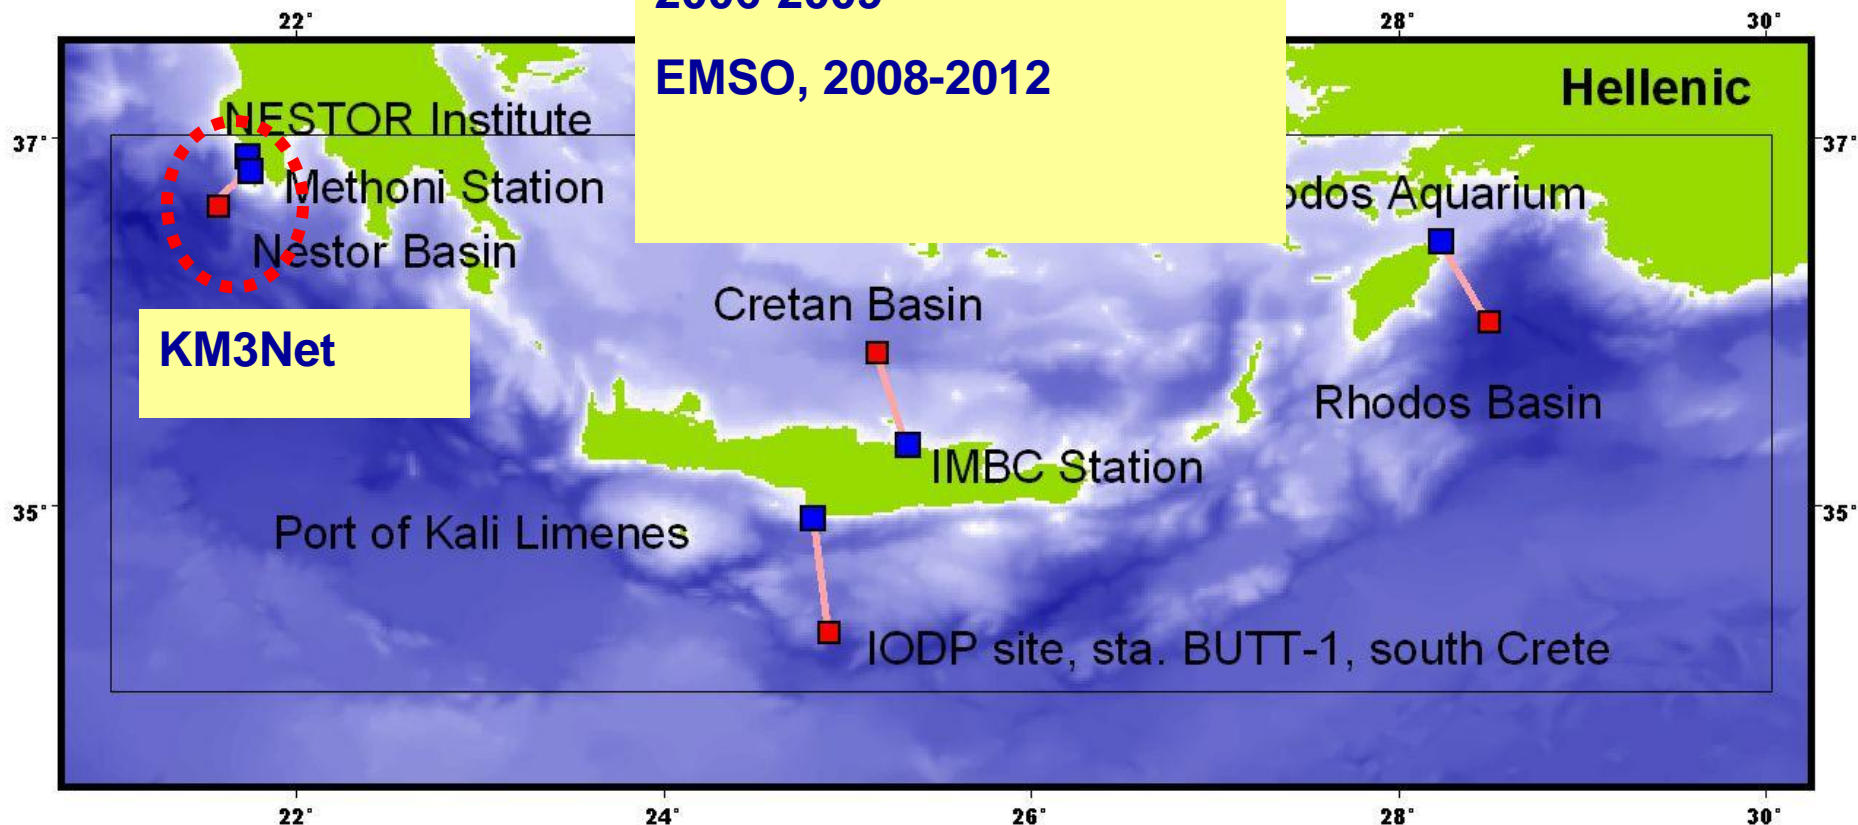 2006-2009
22°
28°
30°
EMSO, 2008-2012
Hellenic
NESTOR Institute
37°
37°
Methoni Station
odos Aquarium
Nestor Basin
Cretan Basin
KM3Net
Rhodos Basin
IMBC Station
35°
35°
Port of Kali Limenes
IODP site, sta. BUTT-1, south Crete
22°
24°
26°
28°
30°